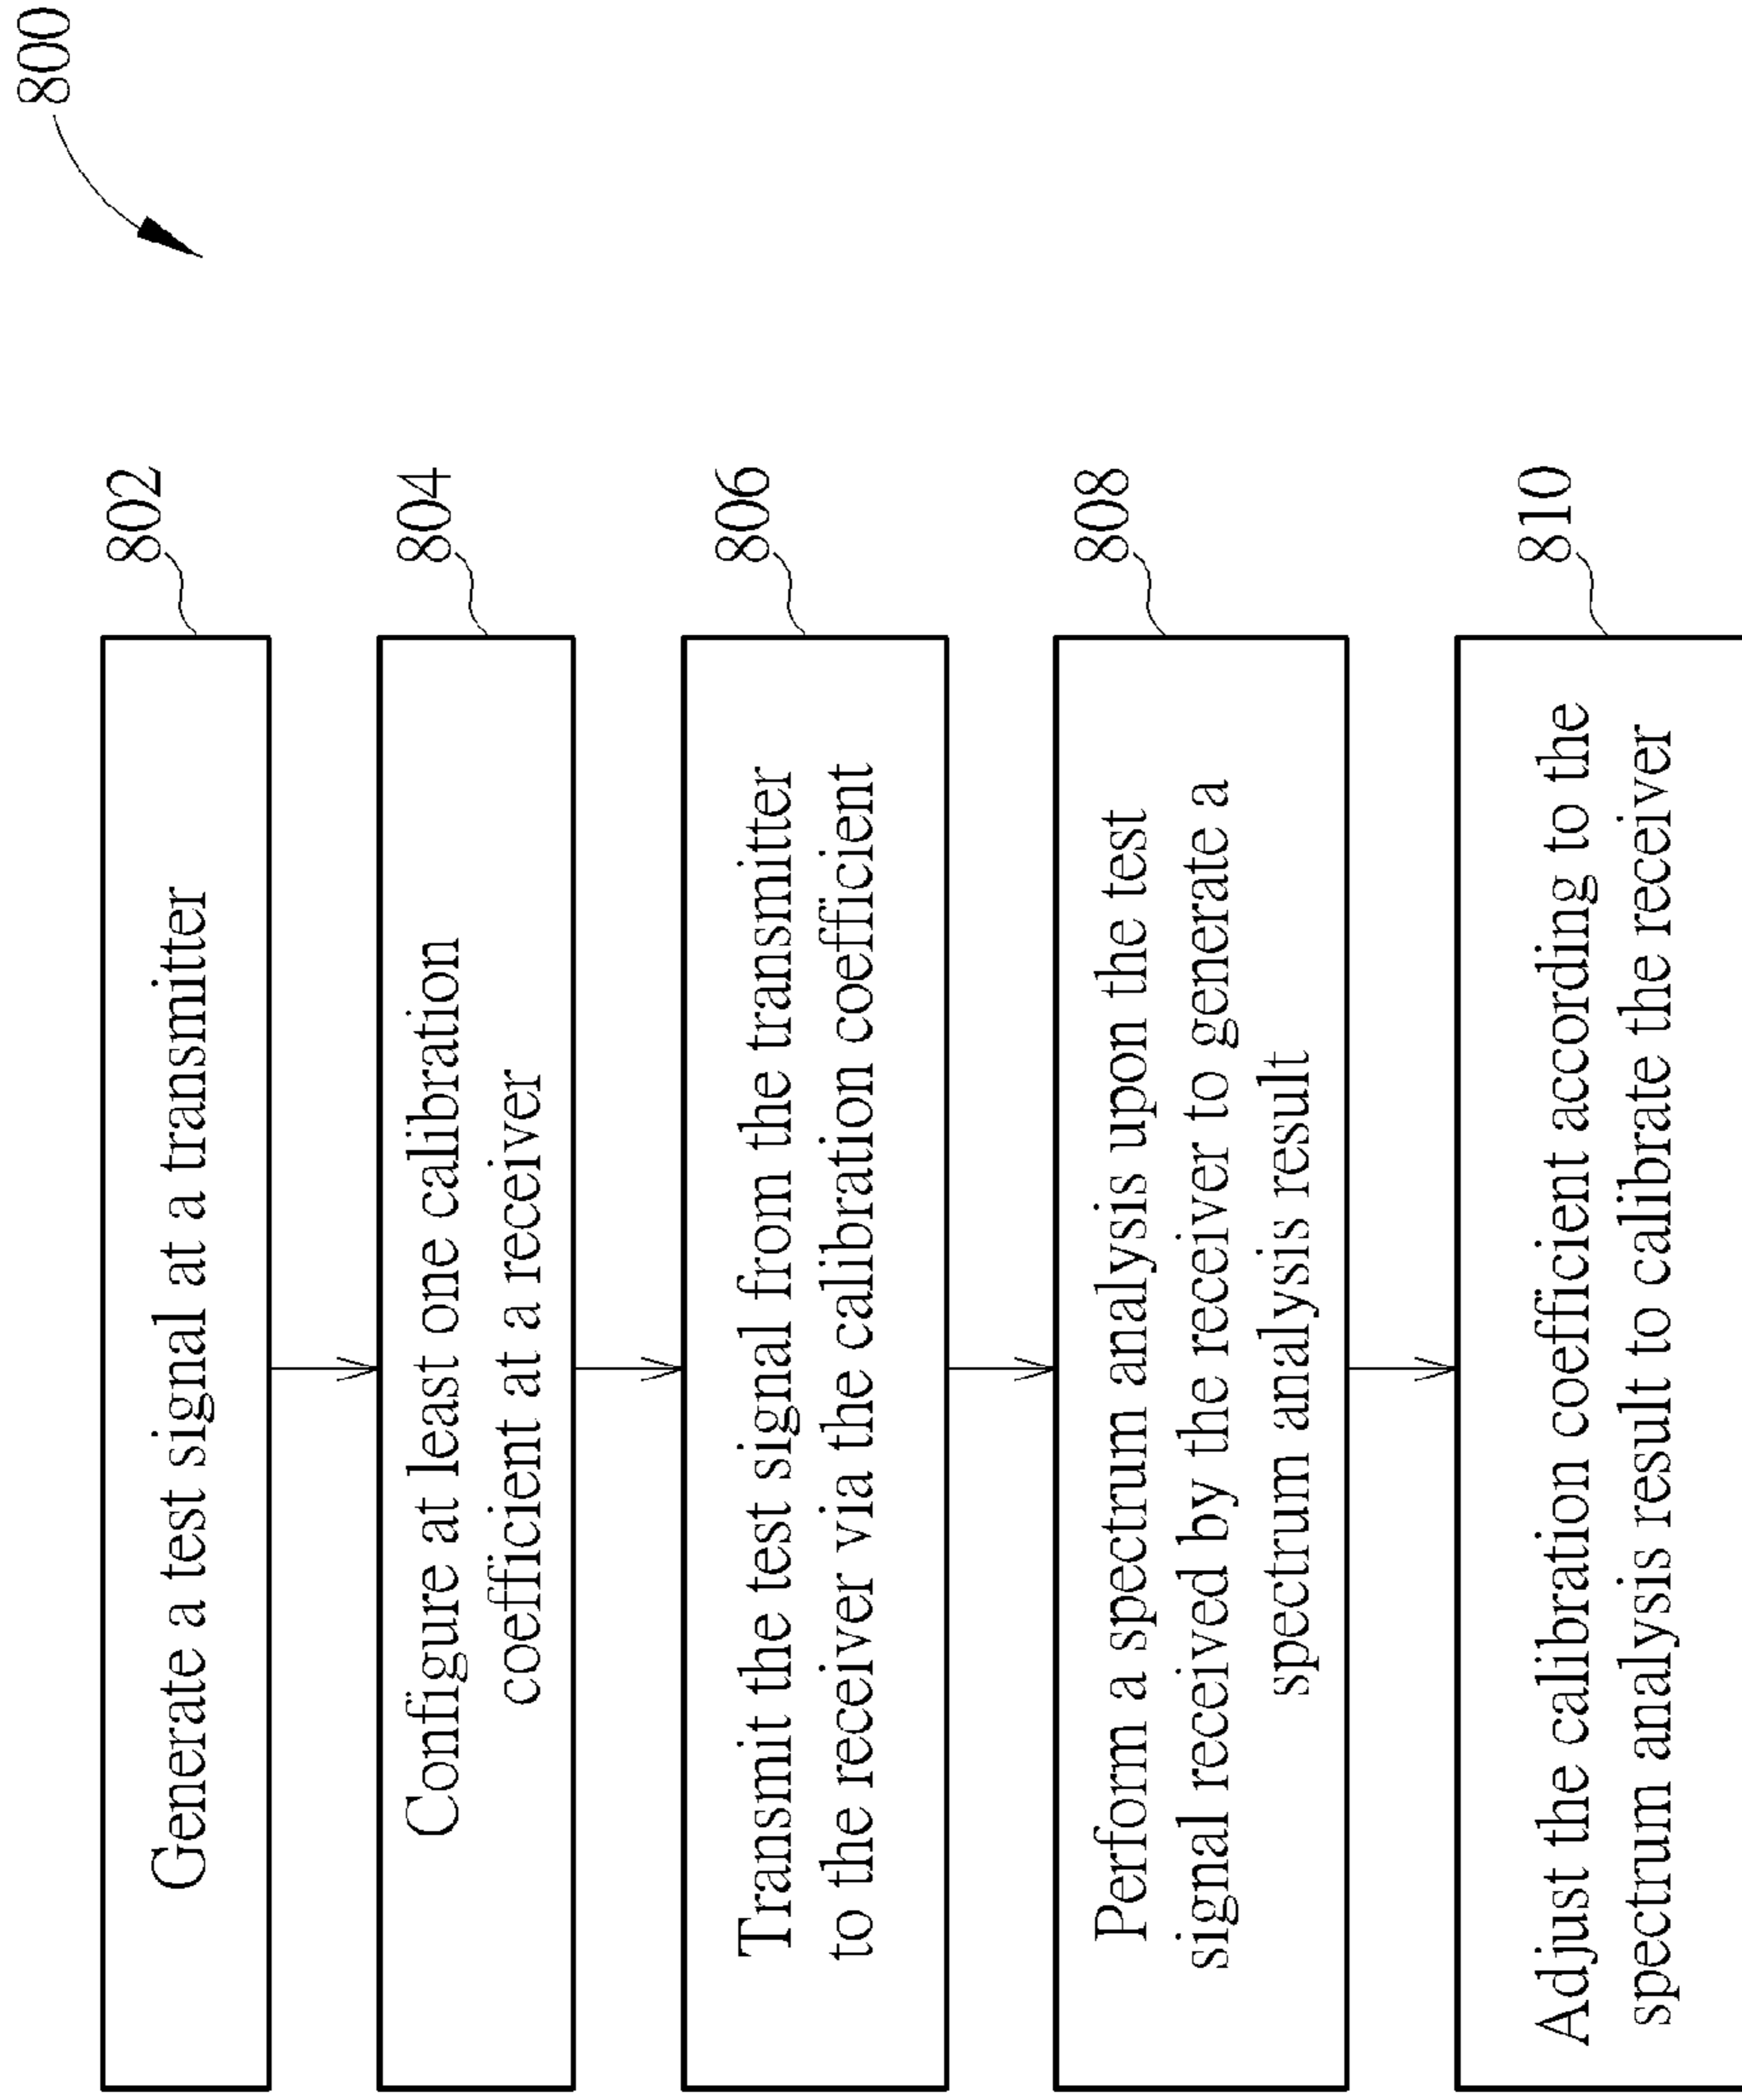 800
802
Generate a test signal at a transmitter
804
Configure at least one calibration
coefficient at a receiver
806
Transmit the test signal from the transmitter
to the receiver via the calibration coefficient
808
Perform a spectrum analysis upon the test
signal received by the receiver to generate a
spectrum analysis result
810
Adjust the calibration coefficient according to the
spectrum analysis result to calibrate the receiver